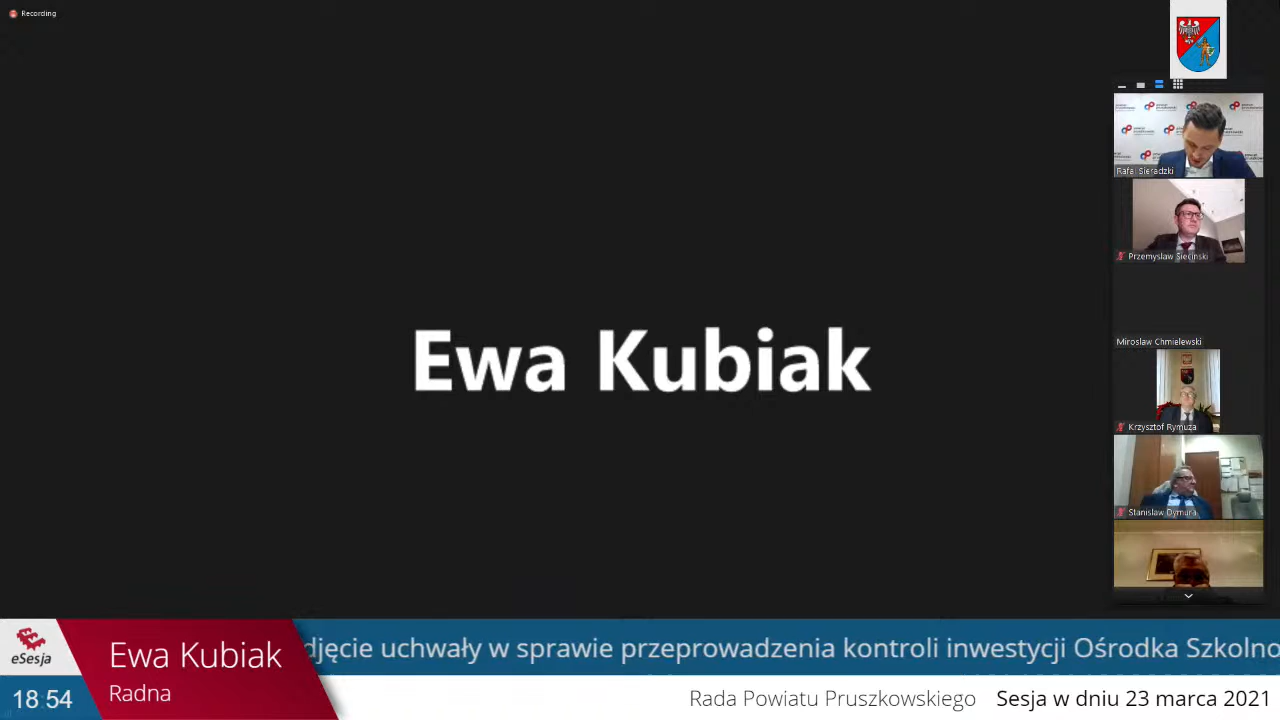 Recording
Rafał Sieradzki
Przemysław Sieciński
Ewa Kubiak
Mirosław Chmielewski
Krzysztof Rymuza
Stanisław Dymura
eSesja
Ewa Kubiak
Radna
djęcie uchwały w sprawie przeprowadzenia kontroli inwestycji Ośrodka Szkolno
18:54
Rada Powiatu Pruszkowskiego
Sesja w dniu 23 marca 2021